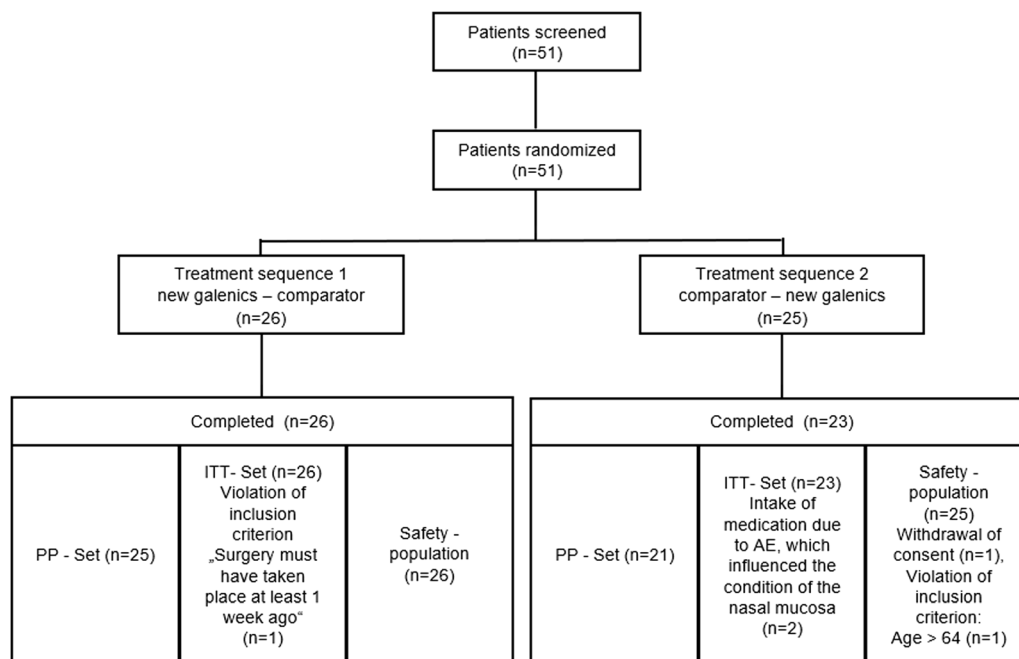 Patients screened
(n=51)
Patients randomized
(n=51)
Treatment sequence 1
new galenics – comparator
(n=26)
Treatment sequence 2
comparator – new galenics
(n=25)
Completed (n=26)
PP - Set (n=25)
ITT- Set (n=26)
Violation of
inclusion
criterion
„Surgery must
have taken
place at least 1
week ago“
(n=1)
Safety -
population
(n=26)
Completed (n=23)
PP - Set (n=21)
ITT- Set (n=23)
Intake of
medication due
to AE, which
influenced the
condition of the
nasal mucosa
(n=2)
Safety -
population
(n=25)
Withdrawal of
consent (n=1),
Violation of
inclusion
criterion:
Age > 64 (n=1)